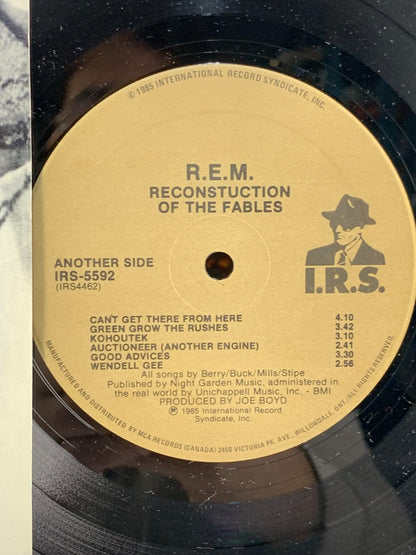 © 1985 INTERNATIONAL RECORD SYNDICATE, INC.
R.E.M.
RECONSTUCTION
OF THE FABLES
I.R.S.
ANOTHER SIDE
IRS-5592
(IRS4462)
CAN'T GET THERE FROM HERE 4.10
GREEN GROW THE RUSHES 3.42
KOHOUTEK 3.10
AUCTIONEER (ANOTHER ENGINE) 2.41
GOOD ADVICES 3.30
WENDELL GEE 2.56
All songs by Berry/Buck/Mills/Stipe
Published by Night Garden Music, administered in
the real world by Unichappell Music, Inc. - BMI
PRODUCED BY JOE BOYD
℗ 1985 International Record
Syndicate, Inc.
MANUFACTURED AND DISTRIBUTED BY MCA RECORDS (CANADA) 2450 VICTORIA PK. AVE., WILLOWDALE, ONT./ALL RIGHTS RESERVED.